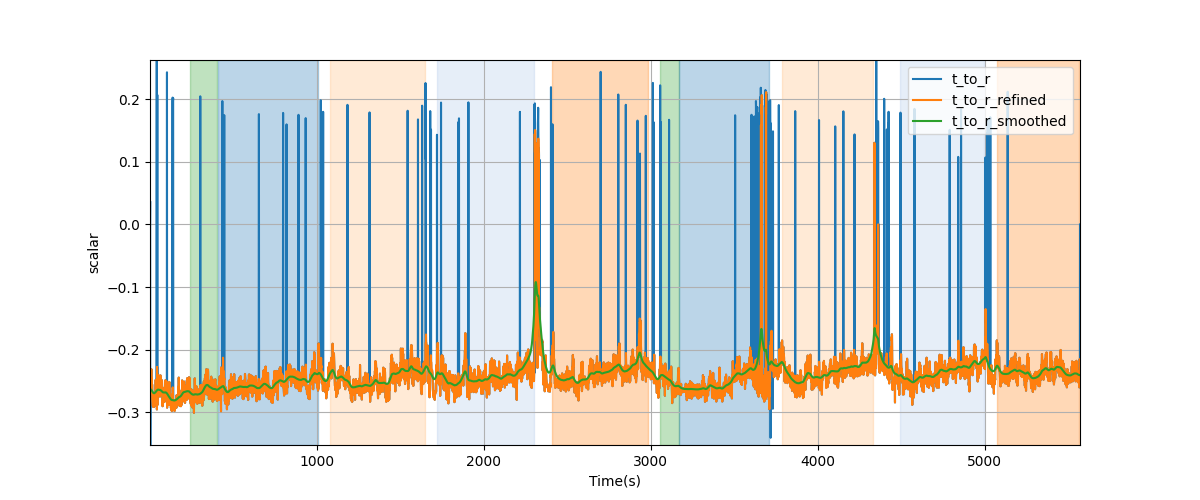 0.2
0.1
0.0
−0.1
−0.2
−0.3
scalar
1000 2000 3000 4000 5000
Time(s)
t_to_r
t_to_r_refined
t_to_r_smoothed